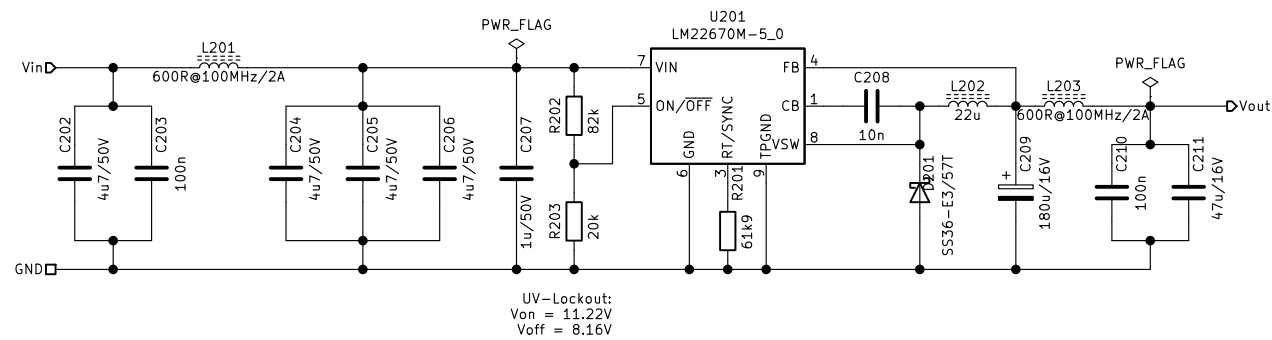 U201
LM22670M-5_0
PWR_FLAG
PWR_FLAG
Vin
L201
600R@100MHz/2A
7
VIN
FB
4
C208
10n
L202
22u
L203
600R@100MHz/2A
Vout
5
ON/OFF
CB
1
VSW
8
GND
RT/SYNC
TPGND
6
3
9
R201
61k9
C202
4u7/50V
C203
100n
C204
4u7/50V
C205
4u7/50V
C206
4u7/50V
C207
1u/50V
R202
82k
R203
20k
D201
SS36-E3/57T
C209
+
180u/16V
C210
100n
C211
47u/16V
GND
UV-Lockout:
Von = 11.22V
Voff = 8.16V